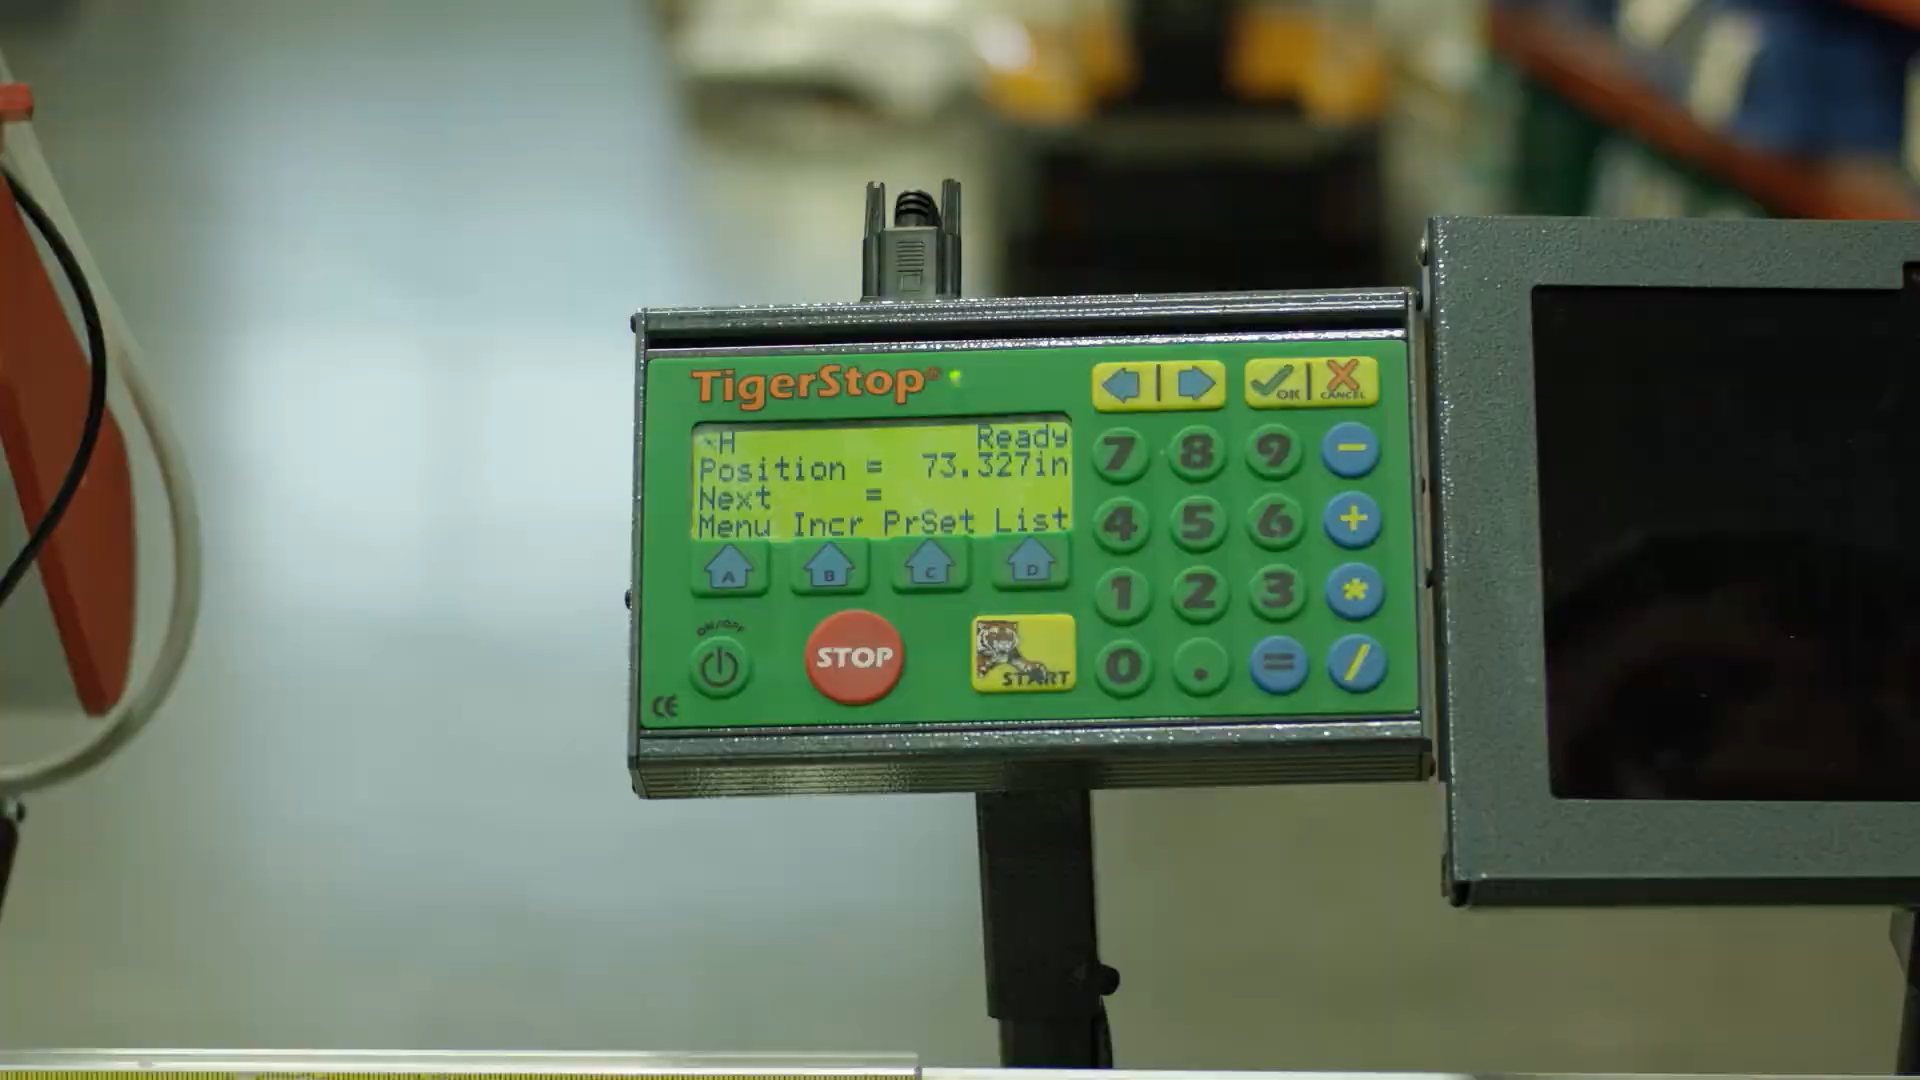 TigerStop®
*H Ready
Position = 73.327in
Next =
Menu Incr PrSet List
A B C D
ON/OFF
STOP
START
CE
OK CANCEL
7 8 9 -
4 5 6 +
1 2 3 *
0 . = /